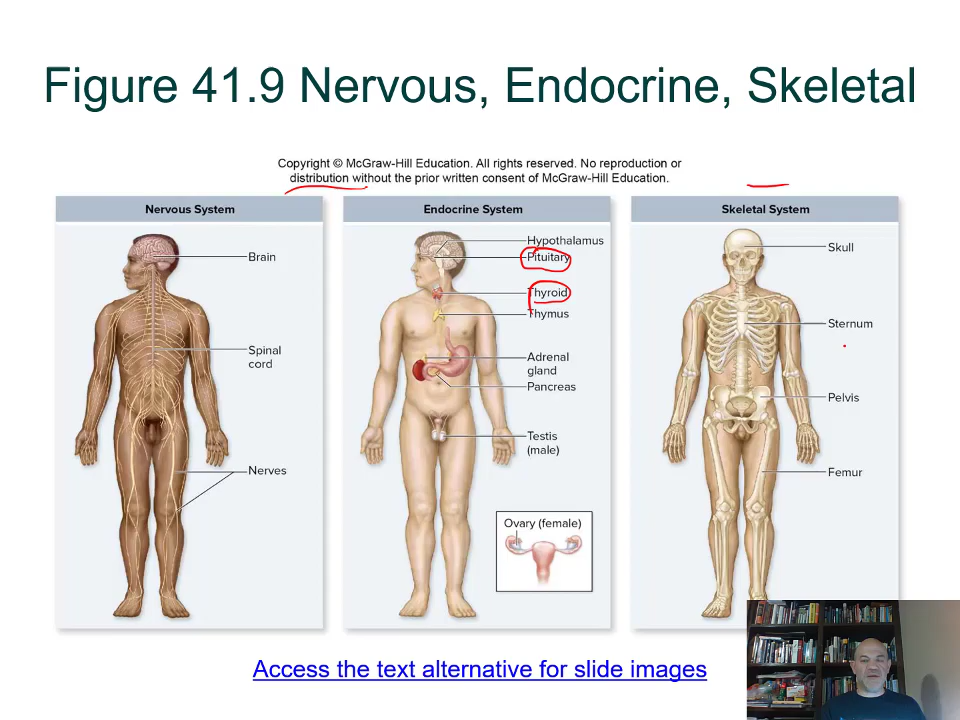 Figure 41.9 Nervous, Endocrine, Skeletal
Copyright © McGraw-Hill Education. All rights reserved. No reproduction or
distribution without the prior written consent of McGraw-Hill Education.
Nervous System
Brain
Spinal
cord
Nerves
Endocrine System
Hypothalamus
Pituitary
Thyroid
Thymus
Adrenal
gland
Pancreas
Testis
(male)
Ovary (female)
Skeletal System
Skull
Sternum
Pelvis
Femur
Access the text alternative for slide images